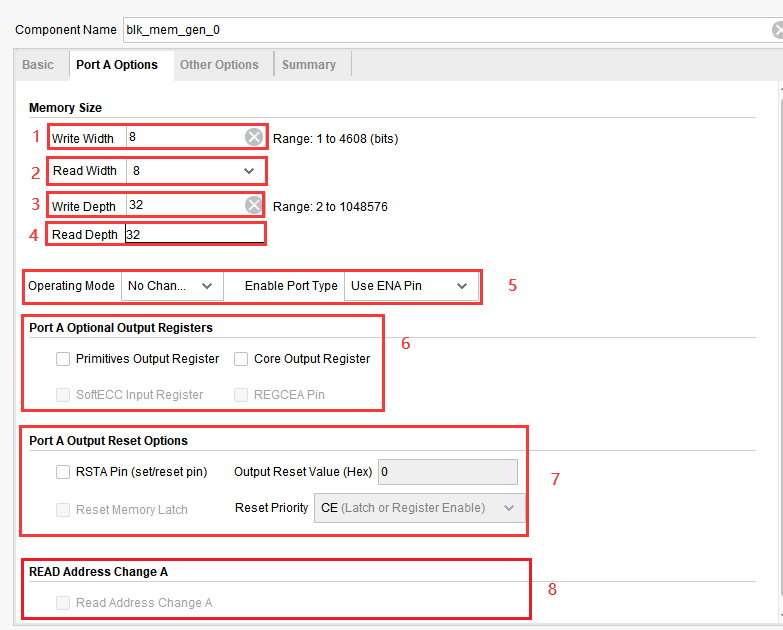 Component Name blk_mem_gen_0
Basic Port A Options Other Options Summary
Memory Size
1 Write Width 8 Range: 1 to 4608 (bits)
2 Read Width 8
3 Write Depth 32 Range: 2 to 1048576
4 Read Depth 32
Operating Mode No Chan... Enable Port Type Use ENA Pin 5
Port A Optional Output Registers
6
Primitives Output Register Core Output Register
SoftECC Input Register REGCEA Pin
Port A Output Reset Options
RSTA Pin (set/reset pin) Output Reset Value (Hex) 0
7
Reset Memory Latch Reset Priority CE (Latch or Register Enable)
READ Address Change A
8
Read Address Change A